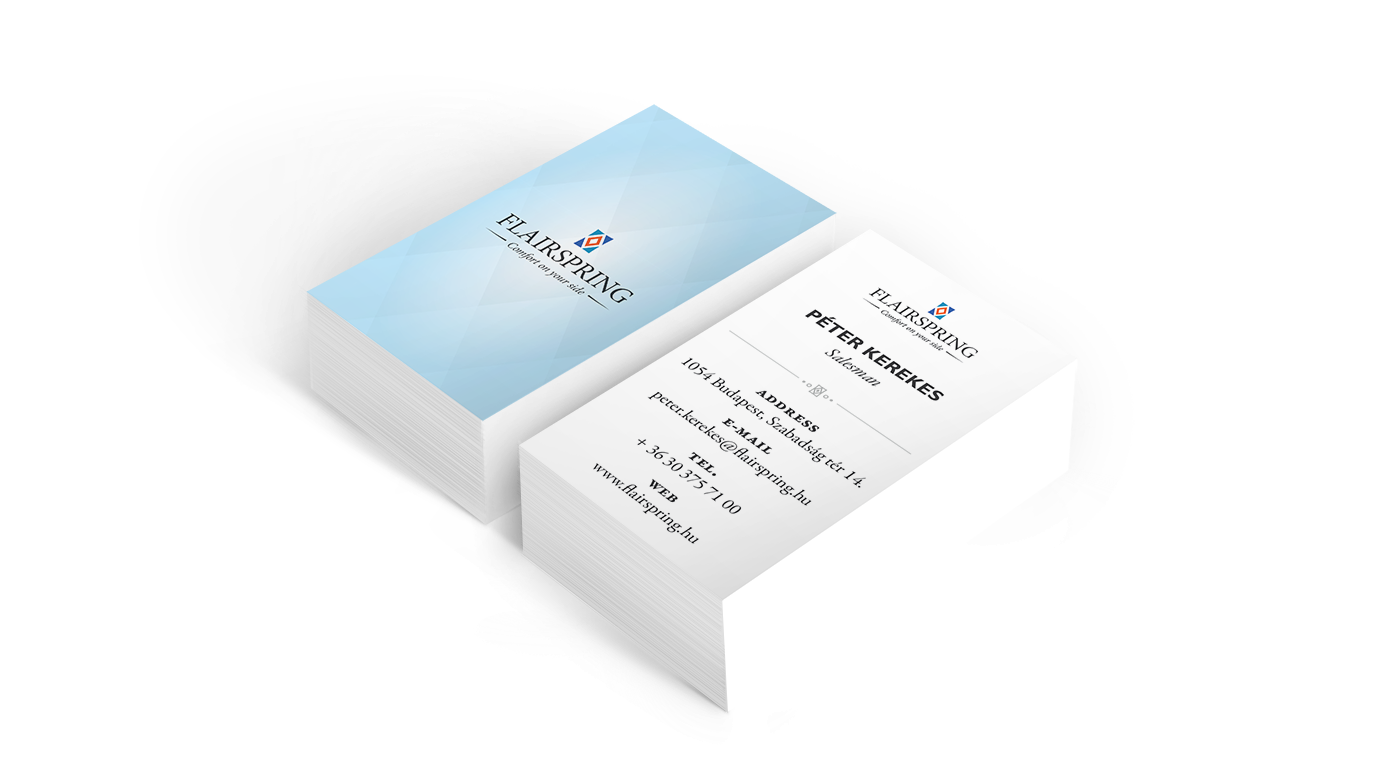 FLAIRSPRING
Comfort on your side
FLAIRSPRING
Comfort on your side
PÉTER KEREKES
Salesman
ADDRESS
1054 Budapest, Szabadság tér 14.
E-MAIL
peter.kerekes@flairspring.hu
TEL.
+ 36 30 375 71 00
WEB
www.flairspring.hu